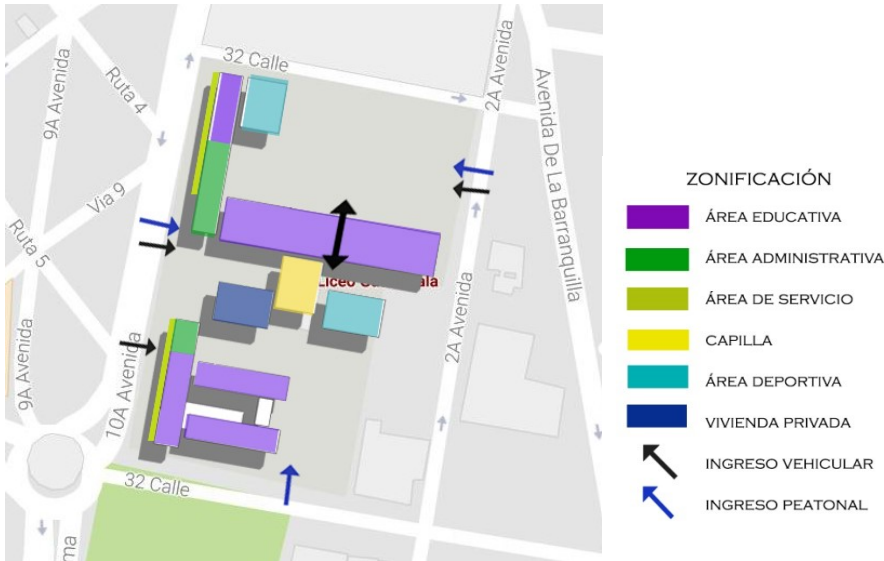 32 Calle
2A Avenida
Avenida De La Barranquilla
9A Avenida
Ruta 4
Via 9
Ruta 5
9A Avenida
10A Avenida
2A Avenida
32 Calle
ZONIFICACIÓN
ÁREA EDUCATIVA
ÁREA ADMINISTRATIVA
ÁREA DE SERVICIO
CAPILLA
ÁREA DEPORTIVA
VIVIENDA PRIVADA
INGRESO VEHICULAR
INGRESO PEATONAL